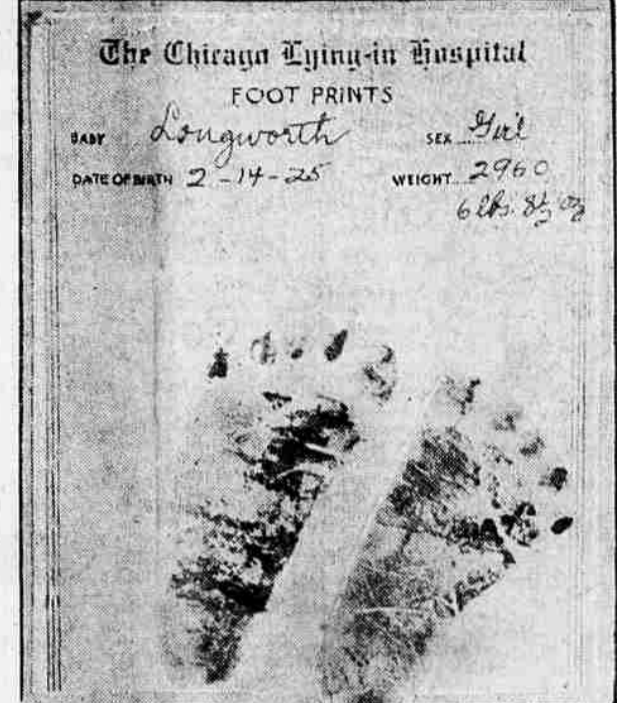 The Chicago Lying-in Hospital
FOOT PRINTS
BABY Longworth SEX Girl
DATE OF BIRTH 2-14-25 WEIGHT 2960
6 lbs. 8½ oz